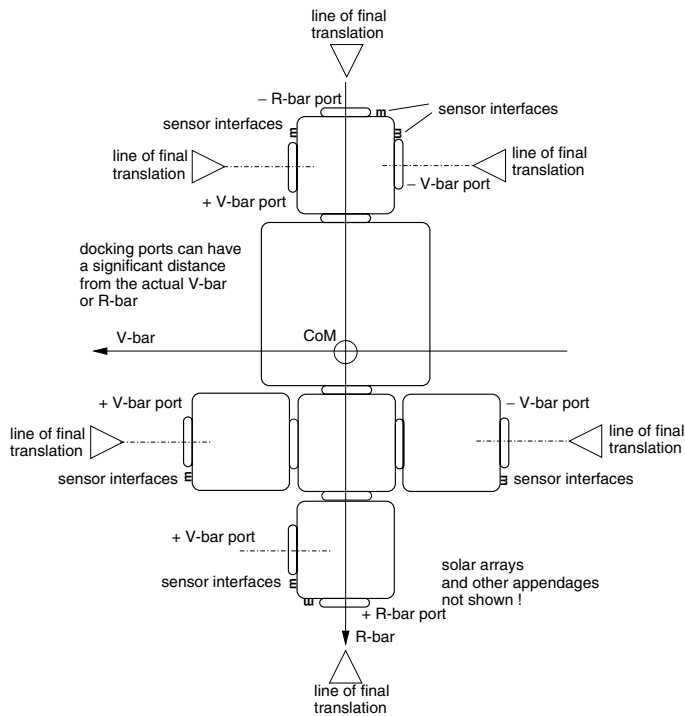 line of final
translation
– R-bar port
sensor interfaces
sensor interfaces
line of final
translation
line of final
translation
+ V-bar port
– V-bar port
docking ports can have
a significant distance
from the actual V-bar
or R-bar
V-bar
CoM
+ V-bar port
– V-bar port
line of final
translation
line of final
translation
sensor interfaces
sensor interfaces
+ V-bar port
sensor interfaces
solar arrays
and other appendages
not shown !
+ R-bar port
R-bar
line of final
translation